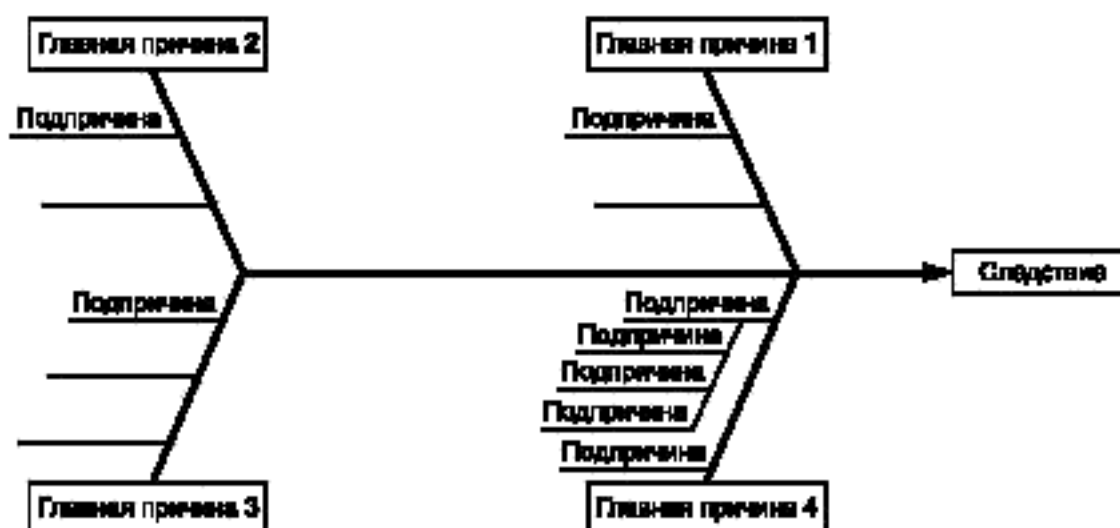 Главная причина 2
Главная причина 1
Подпричина
Подпричина
Следствие
Подпричина
Подпричина
Подпричина
Подпричина
Подпричина
Подпричина
Главная причина 3
Главная причина 4